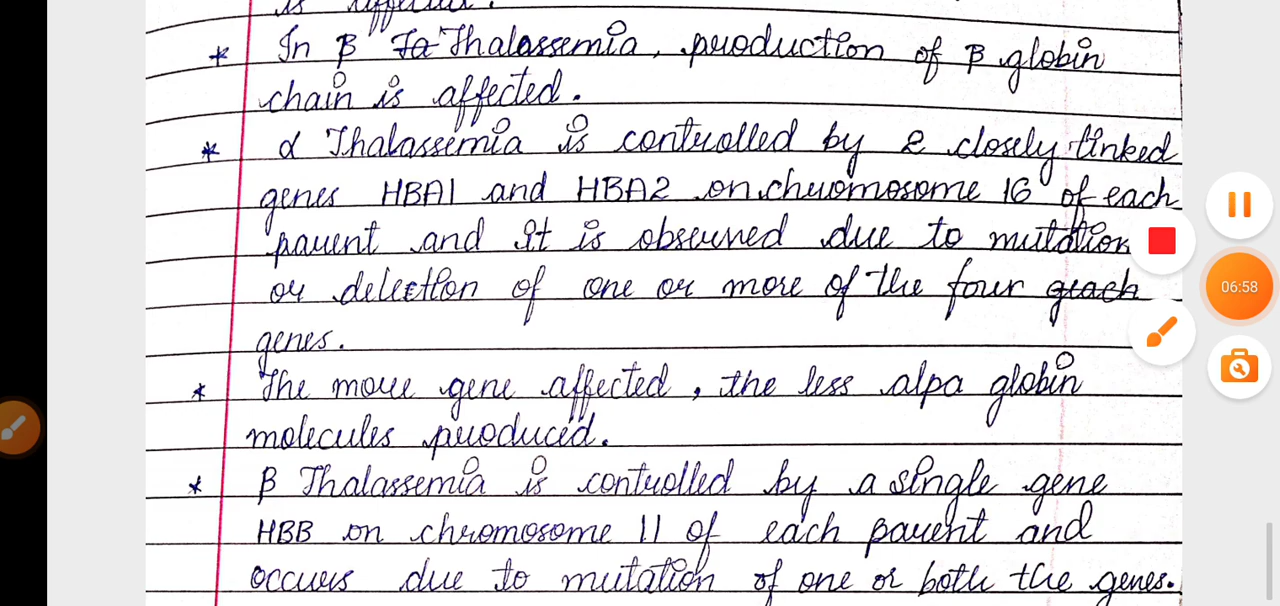 is affected.
* In β Ta Thalassemia, production of β globin
chain is affected.
* α Thalassemia is controlled by 2 closely linked
genes HBA1 and HBA2 on chromosome 16 of each
parent and it is observed due to mutation
or delection of one or more of the four geach
genes.
* The more gene affected, the less alpa globin
molecules produced.
* β Thalassemia is controlled by a single gene
HBB on chromosome 11 of each parent and
occurs due to mutation of one or both the genes.
06:58